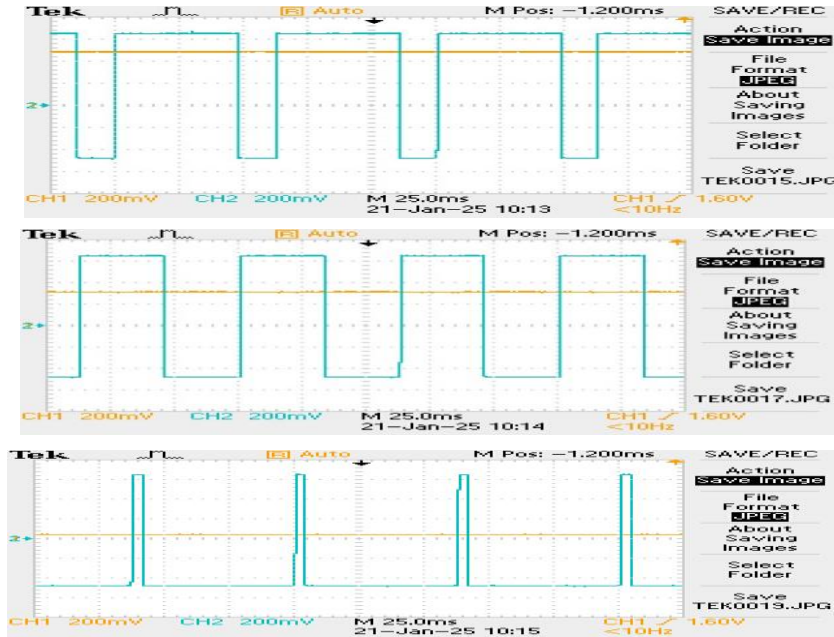 Tek R Auto M Pos: -1.200ms SAVE/REC
Action
Save Image
File
Format
JPEG
About
Saving
Images
Select
Folder
Save
TEK0015.JPG
2
CH1 200mV CH2 200mV M 25.0ms CH1 / 1.60V
21-Jan-25 10:13 <10Hz
Tek R Auto M Pos: -1.200ms SAVE/REC
Action
Save Image
File
Format
JPEG
About
Saving
Images
Select
Folder
Save
TEK0017.JPG
2
CH1 200mV CH2 200mV M 25.0ms CH1 / 1.60V
21-Jan-25 10:14 <10Hz
Tek R Auto M Pos: -1.200ms SAVE/REC
Action
Save Image
File
Format
JPEG
About
Saving
Images
Select
Folder
Save
TEK0019.JPG
2
CH1 200mV CH2 200mV M 25.0ms CH1 / 1.60V
21-Jan-25 10:15 <10Hz